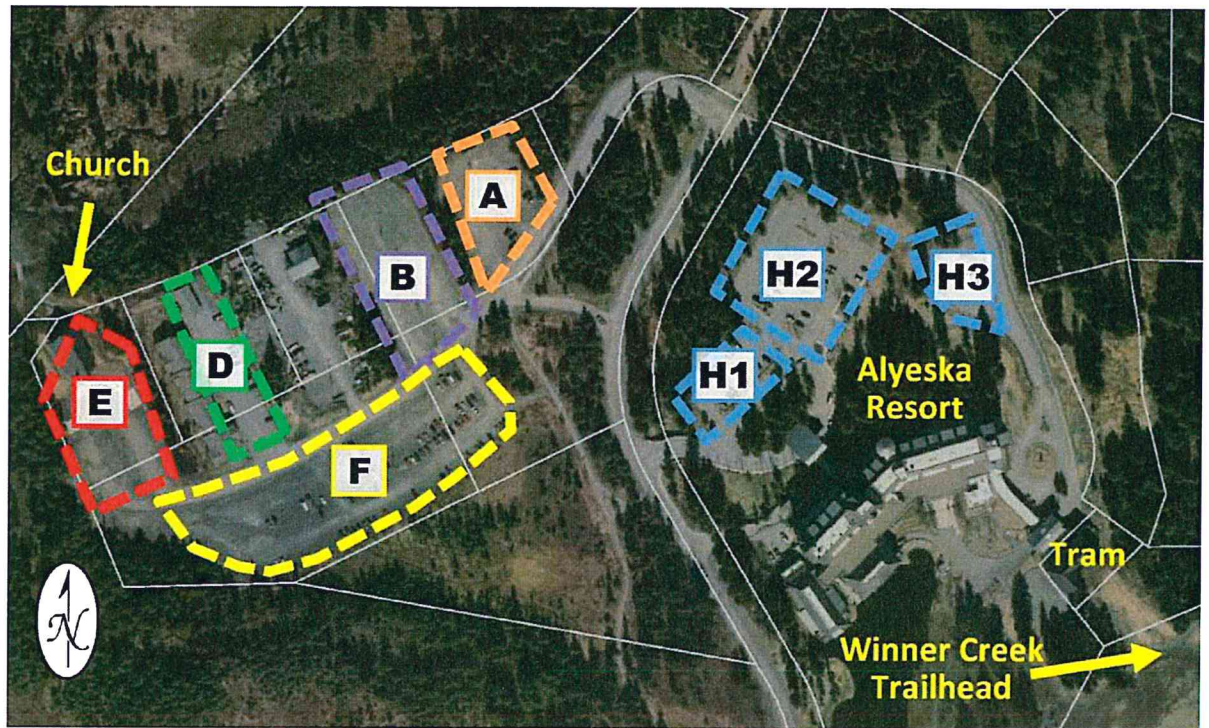 Church
A
B
H2
H3
D
H1
E
Alyeska
Resort
F
Tram
N
Winner Creek
Trailhead